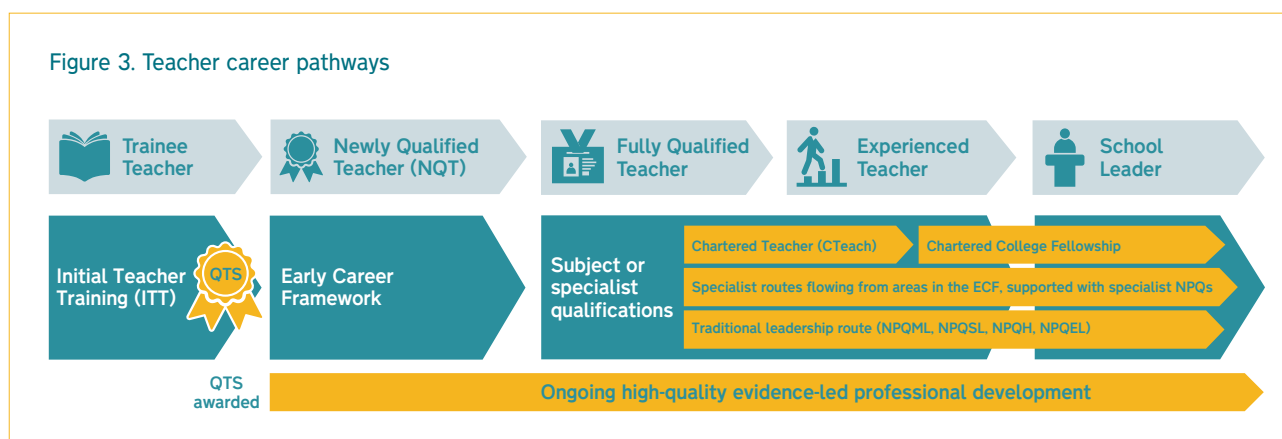 Figure 3. Teacher career pathways
Trainee
Teacher
Newly Qualified
Teacher (NQT)
Fully Qualified
Teacher
Experienced
Teacher
School
Leader
Initial Teacher
Training (ITT)
QTS
Early Career
Framework
Subject or
specialist
qualifications
Chartered Teacher (CTeach)
Chartered College Fellowship
Specialist routes flowing from areas in the ECF, supported with specialist NPQs
Traditional leadership route (NPQML, NPQSL, NPQH, NPQEL)
QTS
awarded
Ongoing high-quality evidence-led professional development